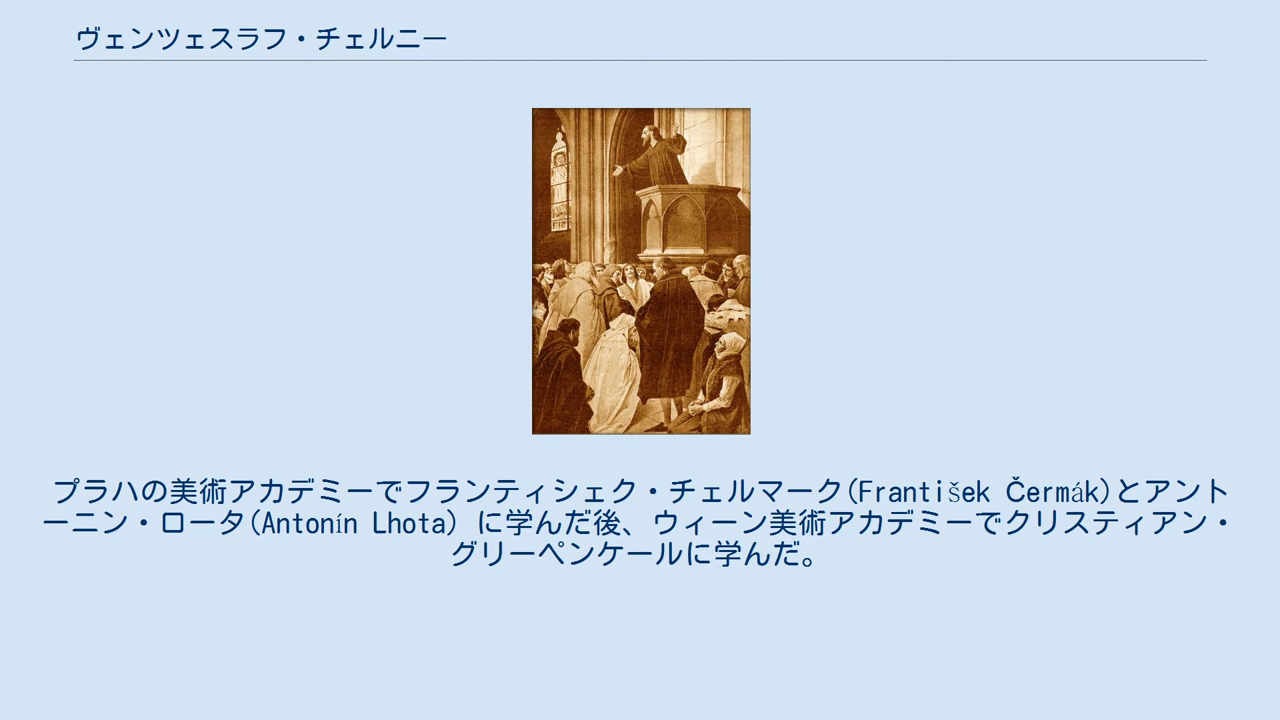 ヴェンツェスラフ・チェルニー
プラハの美術アカデミーでフランティシェク・チェルマーク(František Čermák)とアント
ーニン・ロータ(Antonín Lhota) に学んだ後、ウィーン美術アカデミーでクリスティアン・
グリーペンケールに学んだ。